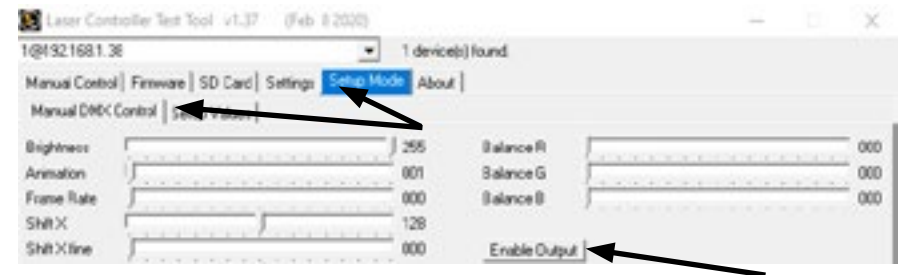 Laser Controller Test Tool v1.37 (Feb 8 2020)
1@192.168.1.38 1 device(s) found.
Manual Control Firmware SD Card Settings Setup Mode About
Manual DMX Control
Brightness 255 Balance R 000
Animation 001 Balance G 000
Frame Rate 000 Balance B 000
Shift X 128
Shift X fine 000 Enable Output